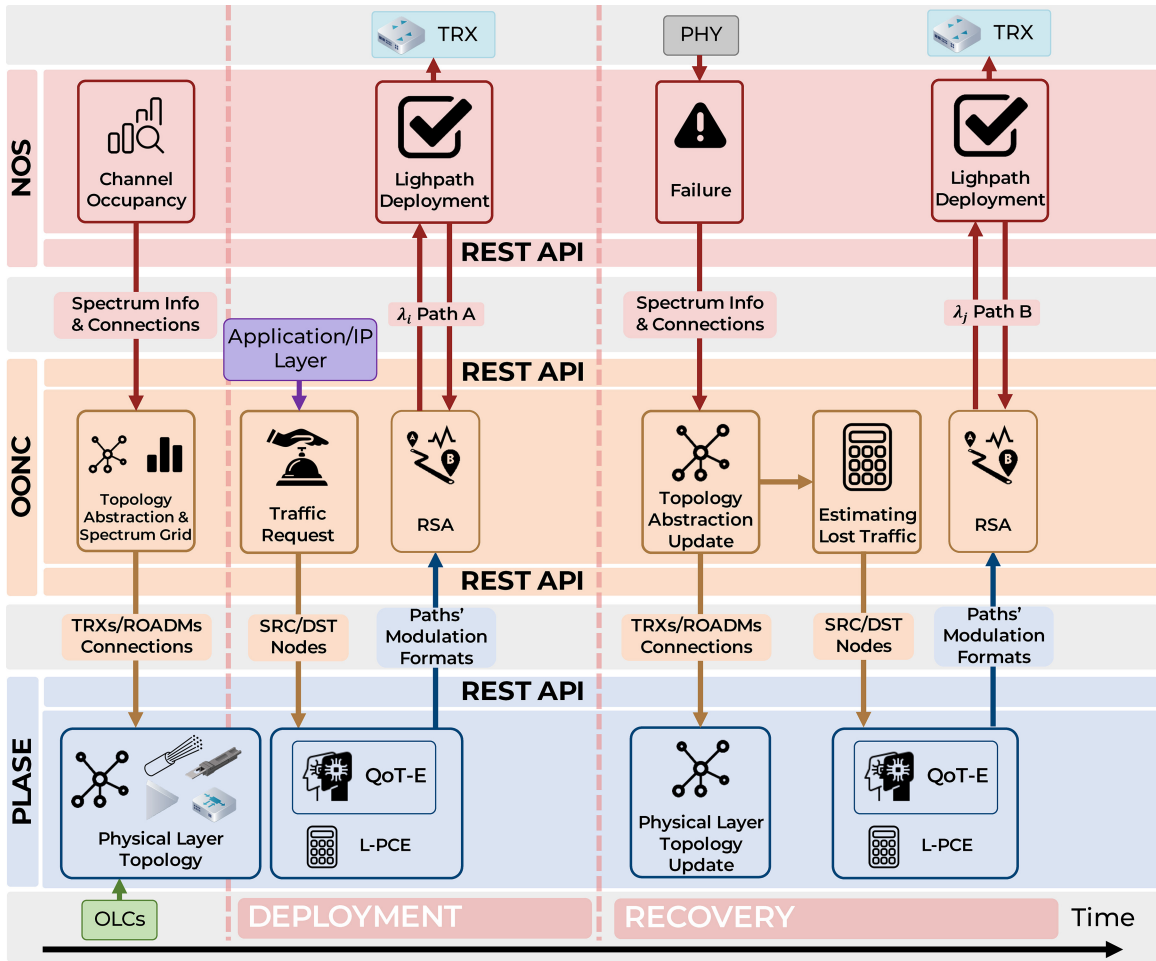 TRX
PHY
TRX
NOS
Channel
Occupancy
Lighpath
Deployment
Failure
Lighpath
Deployment
REST API
Spectrum Info
& Connections
λi Path A
Spectrum Info
& Connections
λj Path B
Application/IP
Layer
REST API
OONC
Topology
Abstraction &
Spectrum Grid
Traffic
Request
A
B
RSA
Topology
Abstraction
Update
Estimating
Lost Traffic
A
B
RSA
REST API
TRXs/ROADMs
Connections
SRC/DST
Nodes
Paths’
Modulation
Formats
TRXs/ROADMs
Connections
SRC/DST
Nodes
Paths’
Modulation
Formats
REST API
PLASE
Physical Layer
Topology
QoT-E
L-PCE
Physical Layer
Topology
Update
QoT-E
L-PCE
OLCs
DEPLOYMENT
RECOVERY
Time